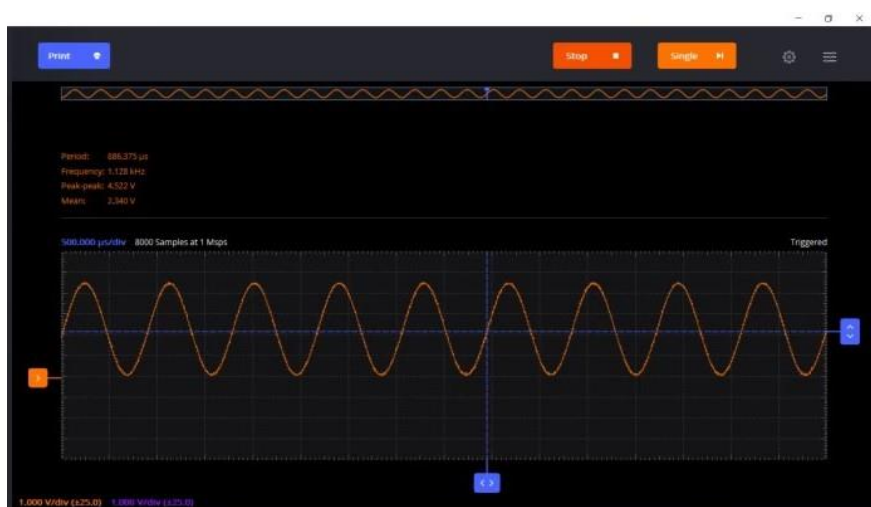 Print
Stop
Single
Period: 886.375 µs
Frequency: 1.128 kHz
Peak-peak: 4.522 V
Mean: 2.340 V
500.000 µs/div 8000 Samples at 1 Msps
Triggered
1.000 V/div (±25.0) 1.000 V/div (±25.0)